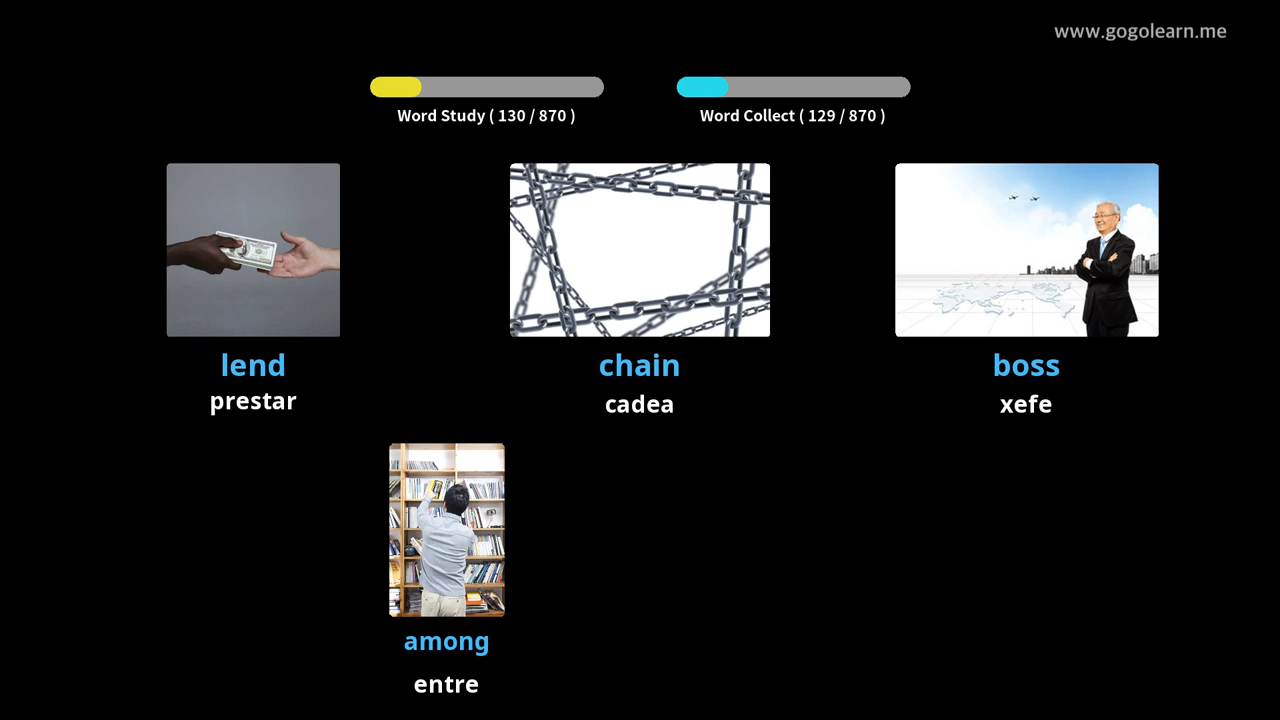 www.gogolearn.me
Word Study ( 130 / 870 )
Word Collect ( 129 / 870 )
lend
prestar
chain
cadea
boss
xefe
among
entre